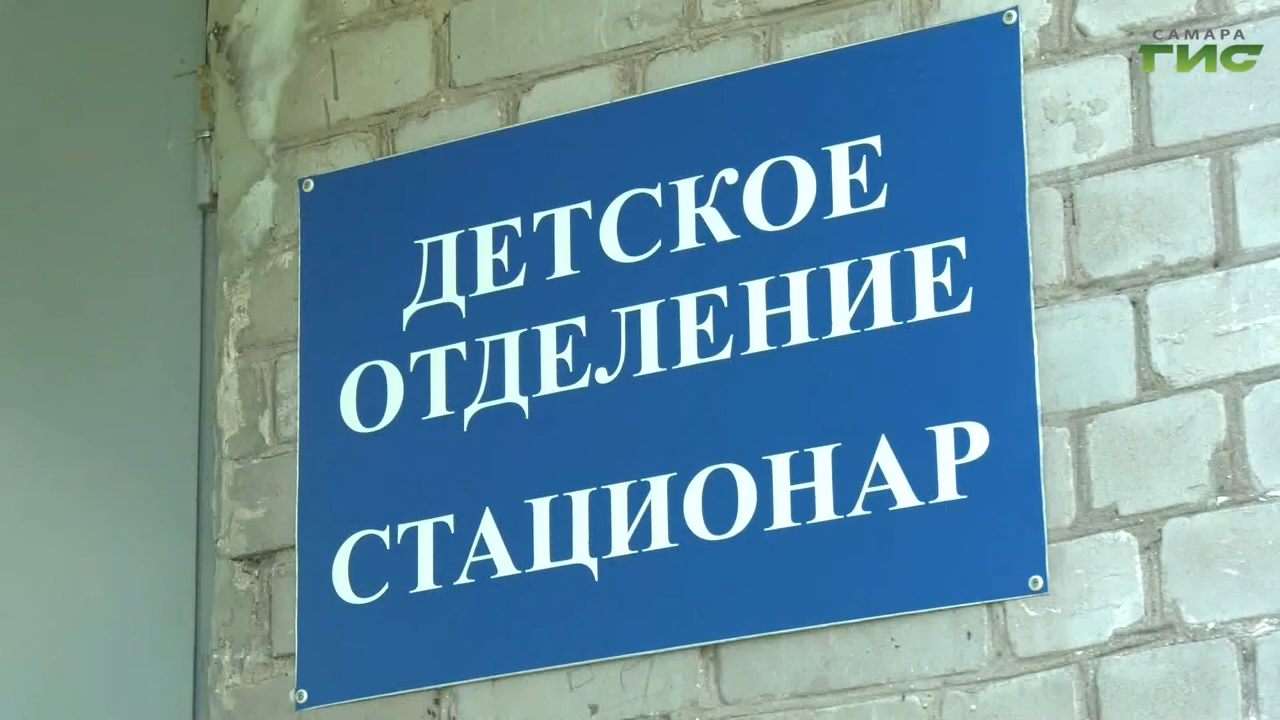 САМАРА
ГИС
ДЕТСКОЕ
ОТДЕЛЕНИЕ
СТАЦИОНАР